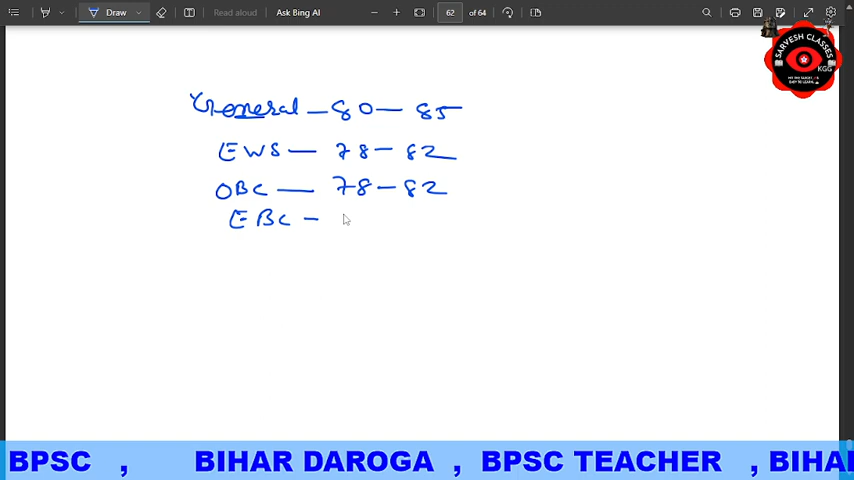 Draw
Read aloud
Ask Bing AI
62
of 64
SARVESH CLASSES
KGG
General - 80 - 85
EWS - 78 - 82
OBC - 78 - 82
EBC -
BPSC , BIHAR DAROGA , BPSC TEACHER , BIHA